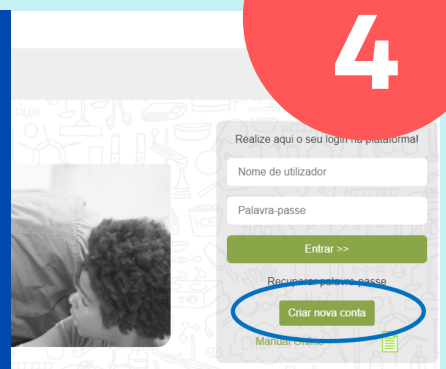 4
Realize aqui o seu login na plataforma!
Nome de utilizador
Palavra-passe
Entrar >>
Recuperar palavra-passe
Criar nova conta
Manual Online